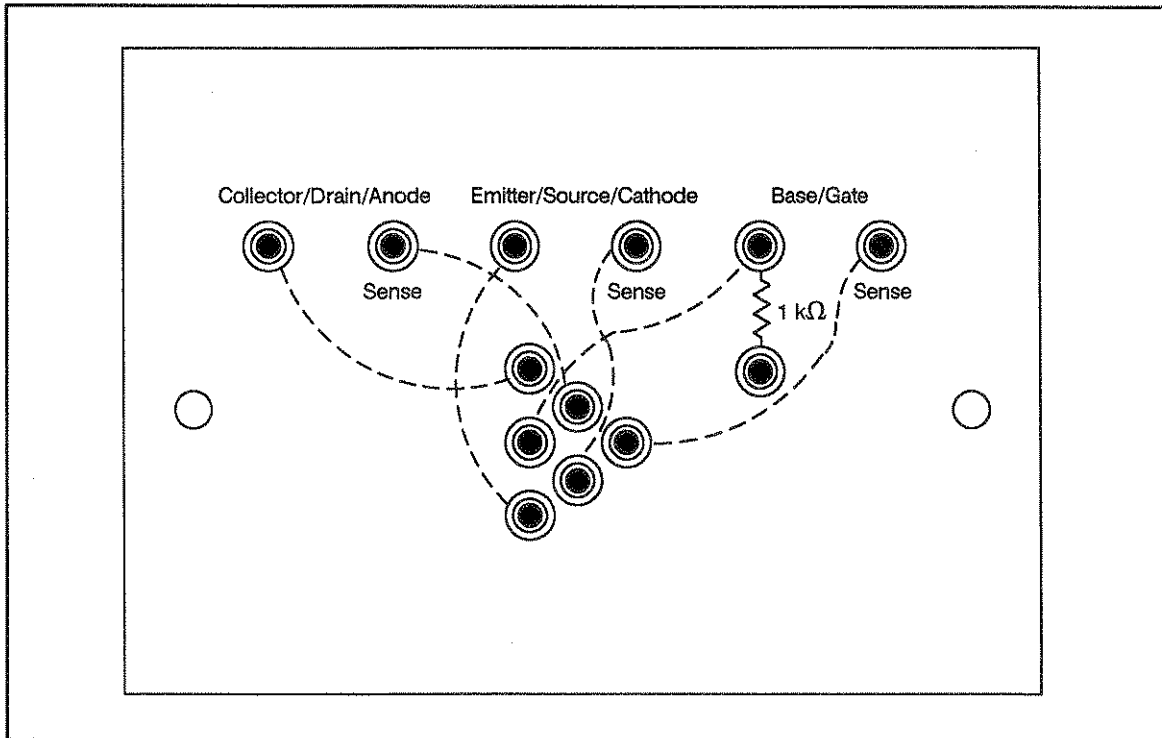 Collector/Drain/Anode Emitter/Source/Cathode Base/Gate
Sense Sense Sense
1 kΩ